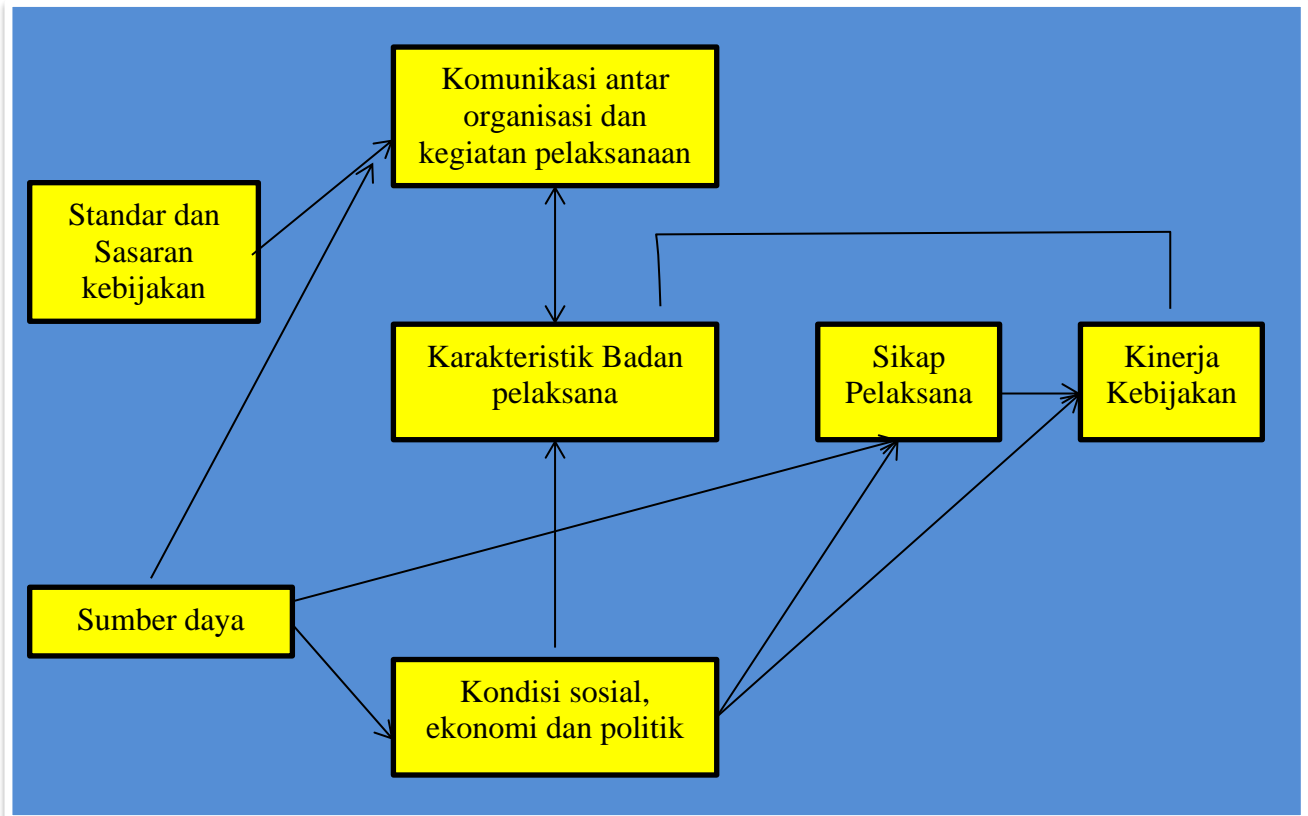 Komunikasi antar
organisasi dan
kegiatan pelaksanaan
Standar dan
Sasaran
kebijakan
Karakteristik Badan
pelaksana
Sikap
Pelaksana
Kinerja
Kebijakan
Sumber daya
Kondisi sosial,
ekonomi dan politik